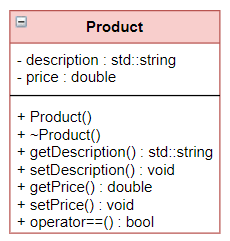 Product
- description : std::string
- price : double
+ Product()
+ ~Product()
+ getDescription() : std::string
+ setDescription() : void
+ getPrice() : double
+ setPrice() : void
+ operator==() : bool